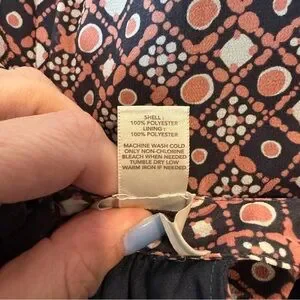 SHELL :
100% POLYESTER
LINING :
100% POLYESTER
MACHINE WASH COLD
ONLY NON-CHLORINE
BLEACH WHEN NEEDED
TUMBLE DRY LOW
WARM IRON IF NEEDED